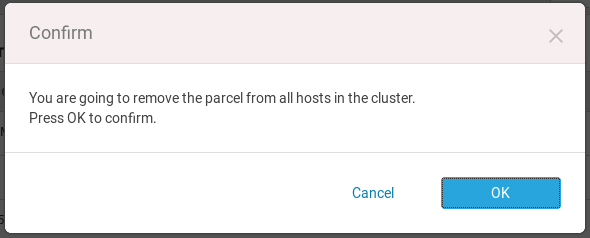 Confirm
You are going to remove the parcel from all hosts in the cluster.
Press OK to confirm.
Cancel
OK